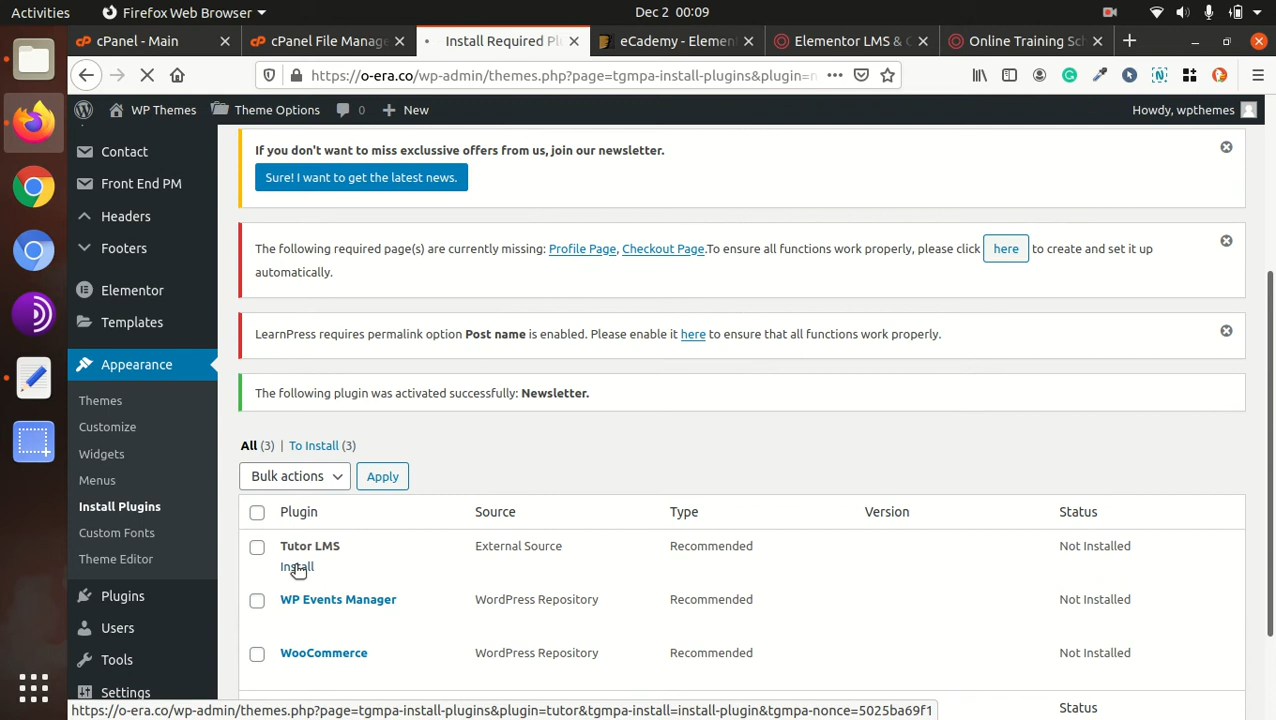 Activities
Firefox Web Browser
Dec 2 00:09
cPanel - Main
cPanel File Manage
Install Required Pl
eCademy - Elemen
Elementor LMS & C
Online Training Sch
https://o-era.co/wp-admin/themes.php?page=tgmpa-install-plugins&plugin=
WP Themes
Theme Options
0
New
Howdy, wpthemes
Contact
Front End PM
Headers
Footers
Elementor
Templates
Appearance
Themes
Customize
Widgets
Menus
Install Plugins
Custom Fonts
Theme Editor
Plugins
Users
Tools
Settings
If you don't want to miss exclussive offers from us, join our newsletter.
Sure! I want to get the latest news.
The following required page(s) are currently missing: Profile Page, Checkout Page.To ensure all functions work properly, please click here to create and set it up
automatically.
LearnPress requires permalink option Post name is enabled. Please enable it here to ensure that all functions work properly.
The following plugin was activated successfully: Newsletter.
All (3) | To Install (3)
Bulk actions
Apply
Plugin Source Type Version Status
Tutor LMS External Source Recommended Not Installed
Install
WP Events Manager WordPress Repository Recommended Not Installed
WooCommerce WordPress Repository Recommended Not Installed
Status
https://o-era.co/wp-admin/themes.php?page=tgmpa-install-plugins&plugin=tutor&tgmpa-install=install-plugin&tgmpa-nonce=5025ba69f1